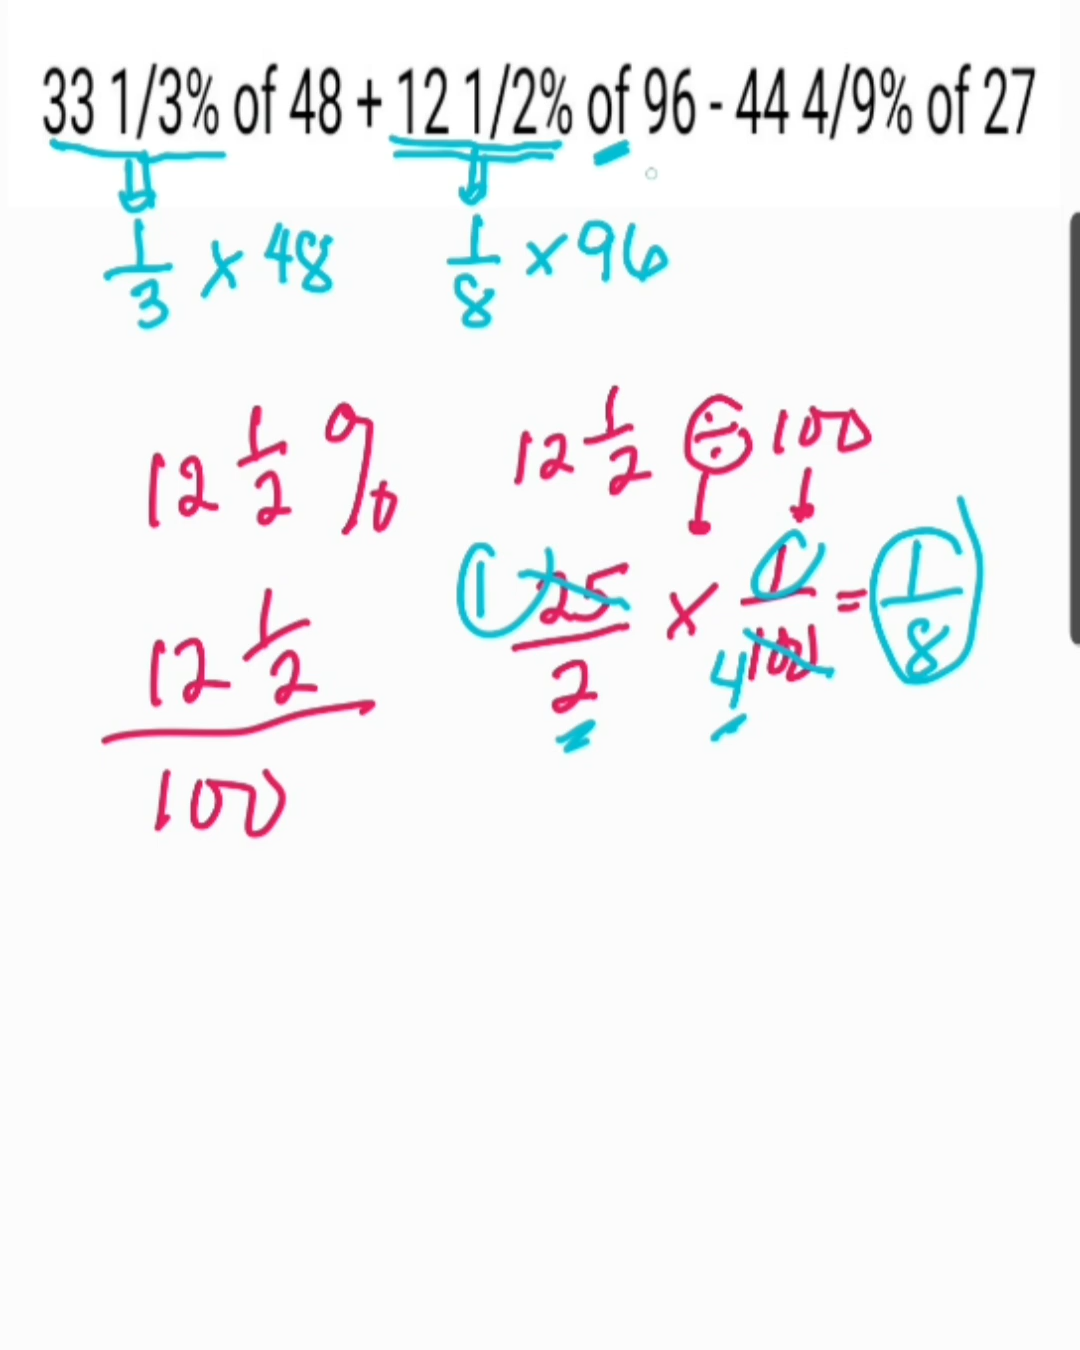 33 1/3% of 48 + 12 1/2% of 96 - 44 4/9% of 27
1/3 x 48 1/8 x 96
12 1/2 % 12 1/2 ÷ 100
1 25/2 x 1/100 = 1/8
4
12 1/2
100